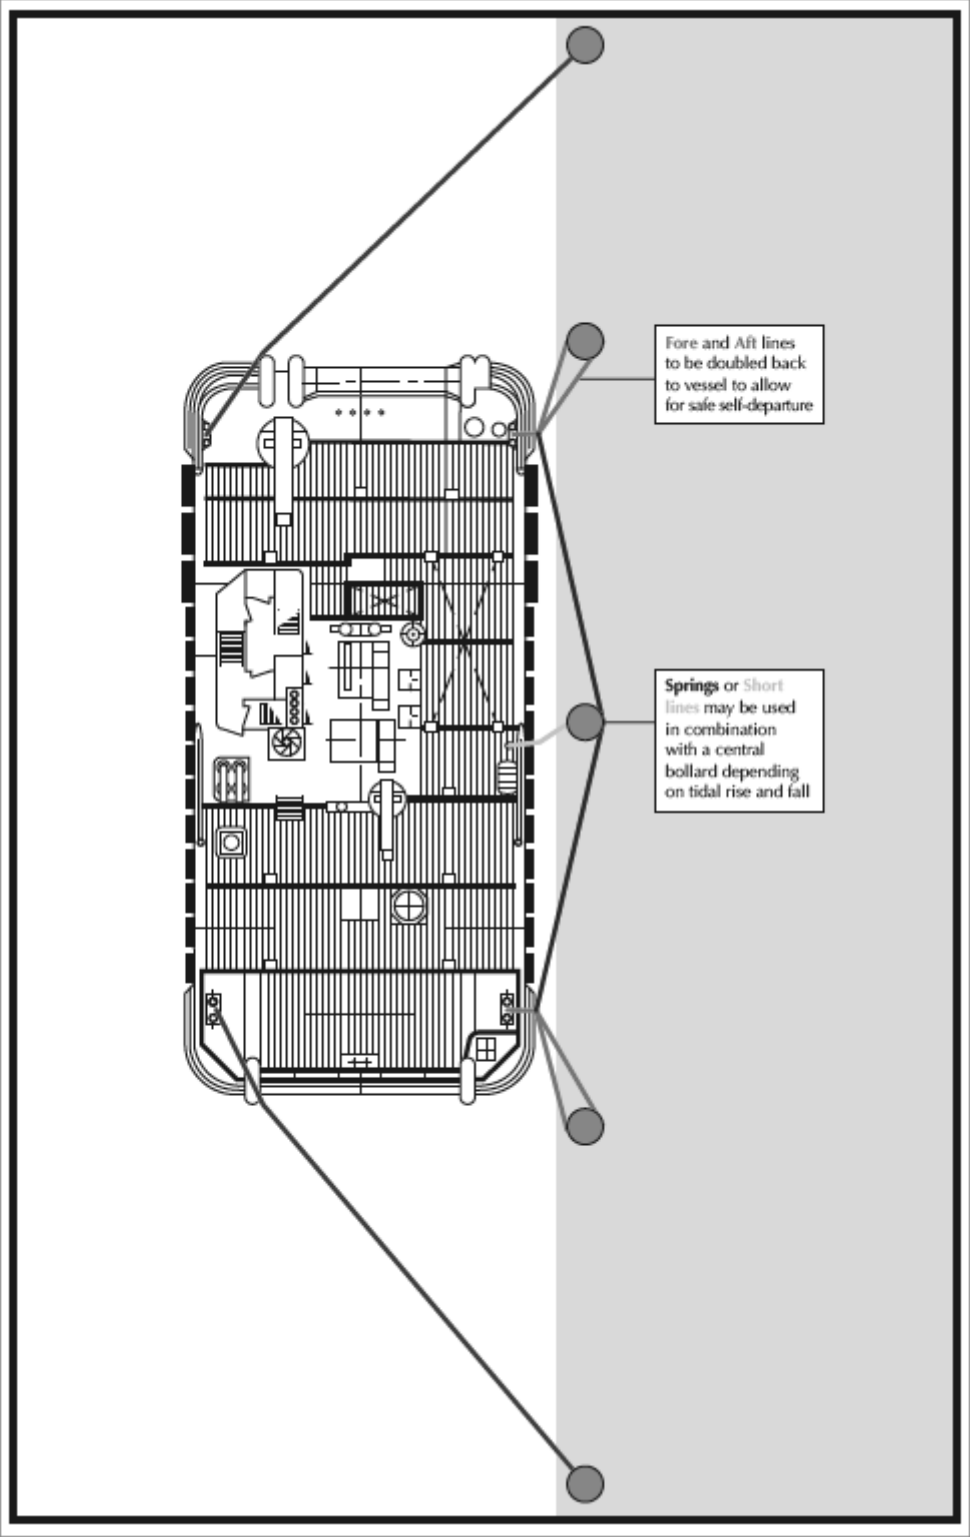 Fore and Aft lines
to be doubled back
to vessel to allow
for safe self-departure
Springs or Short
lines may be used
in combination
with a central
bollard depending
on tidal rise and fall